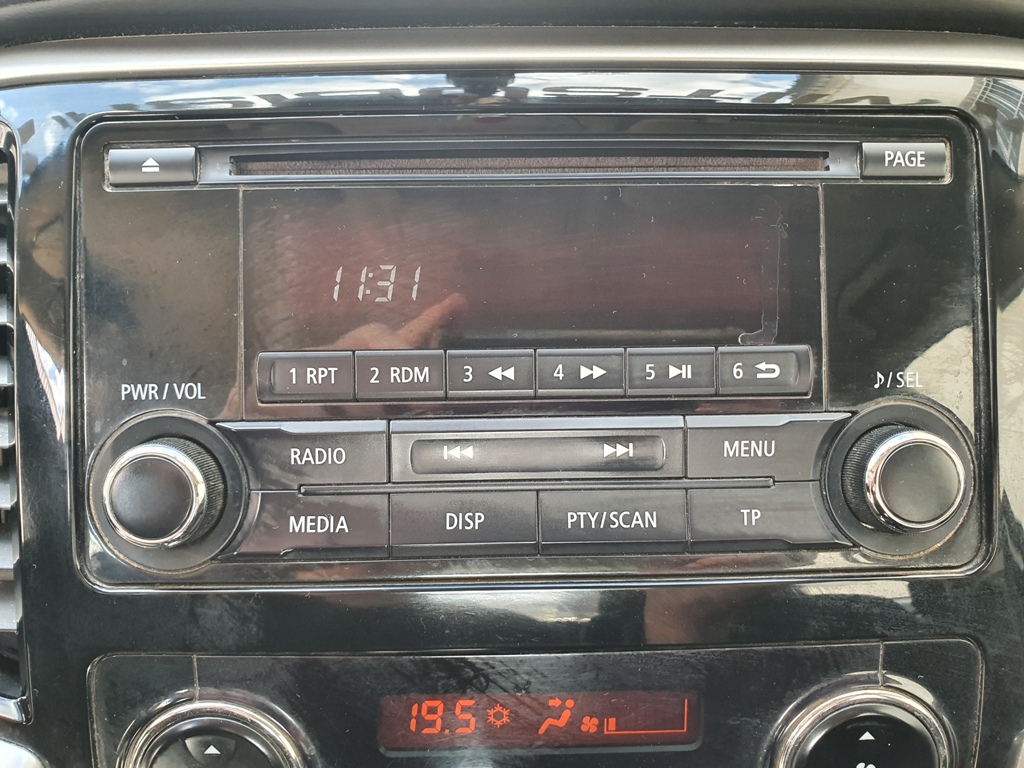 PAGE
11:31
1 RPT 2 RDM 3 4 5 6
PWR / VOL
/ SEL
RADIO
MENU
MEDIA
DISP
PTY/SCAN
TP
19.5